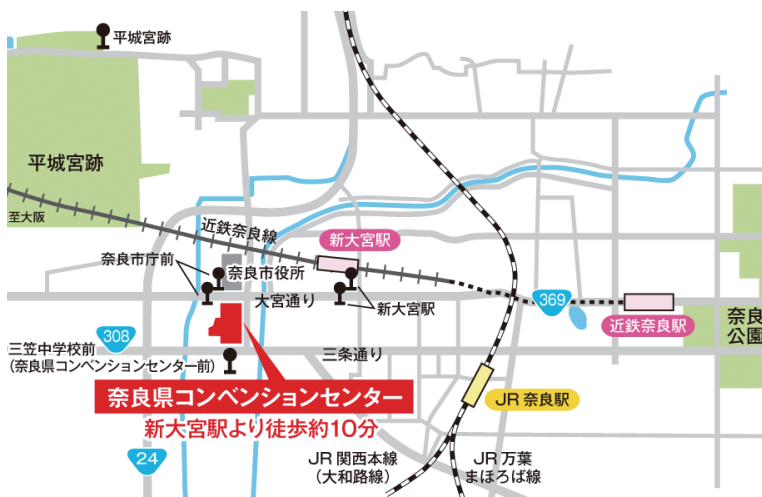 平城宮跡
平城宮跡
至大阪
近鉄奈良線
新大宮駅
奈良市庁前
奈良市役所
大宮通り
新大宮駅
369
近鉄奈良駅
奈良
公園
308
三笠中学校前
(奈良県コンベンションセンター前)
三条通り
奈良県コンベンションセンター
新大宮駅より徒歩約10分
JR 奈良駅
24
JR 関西本線
(大和路線)
JR 万葉
まほろば線